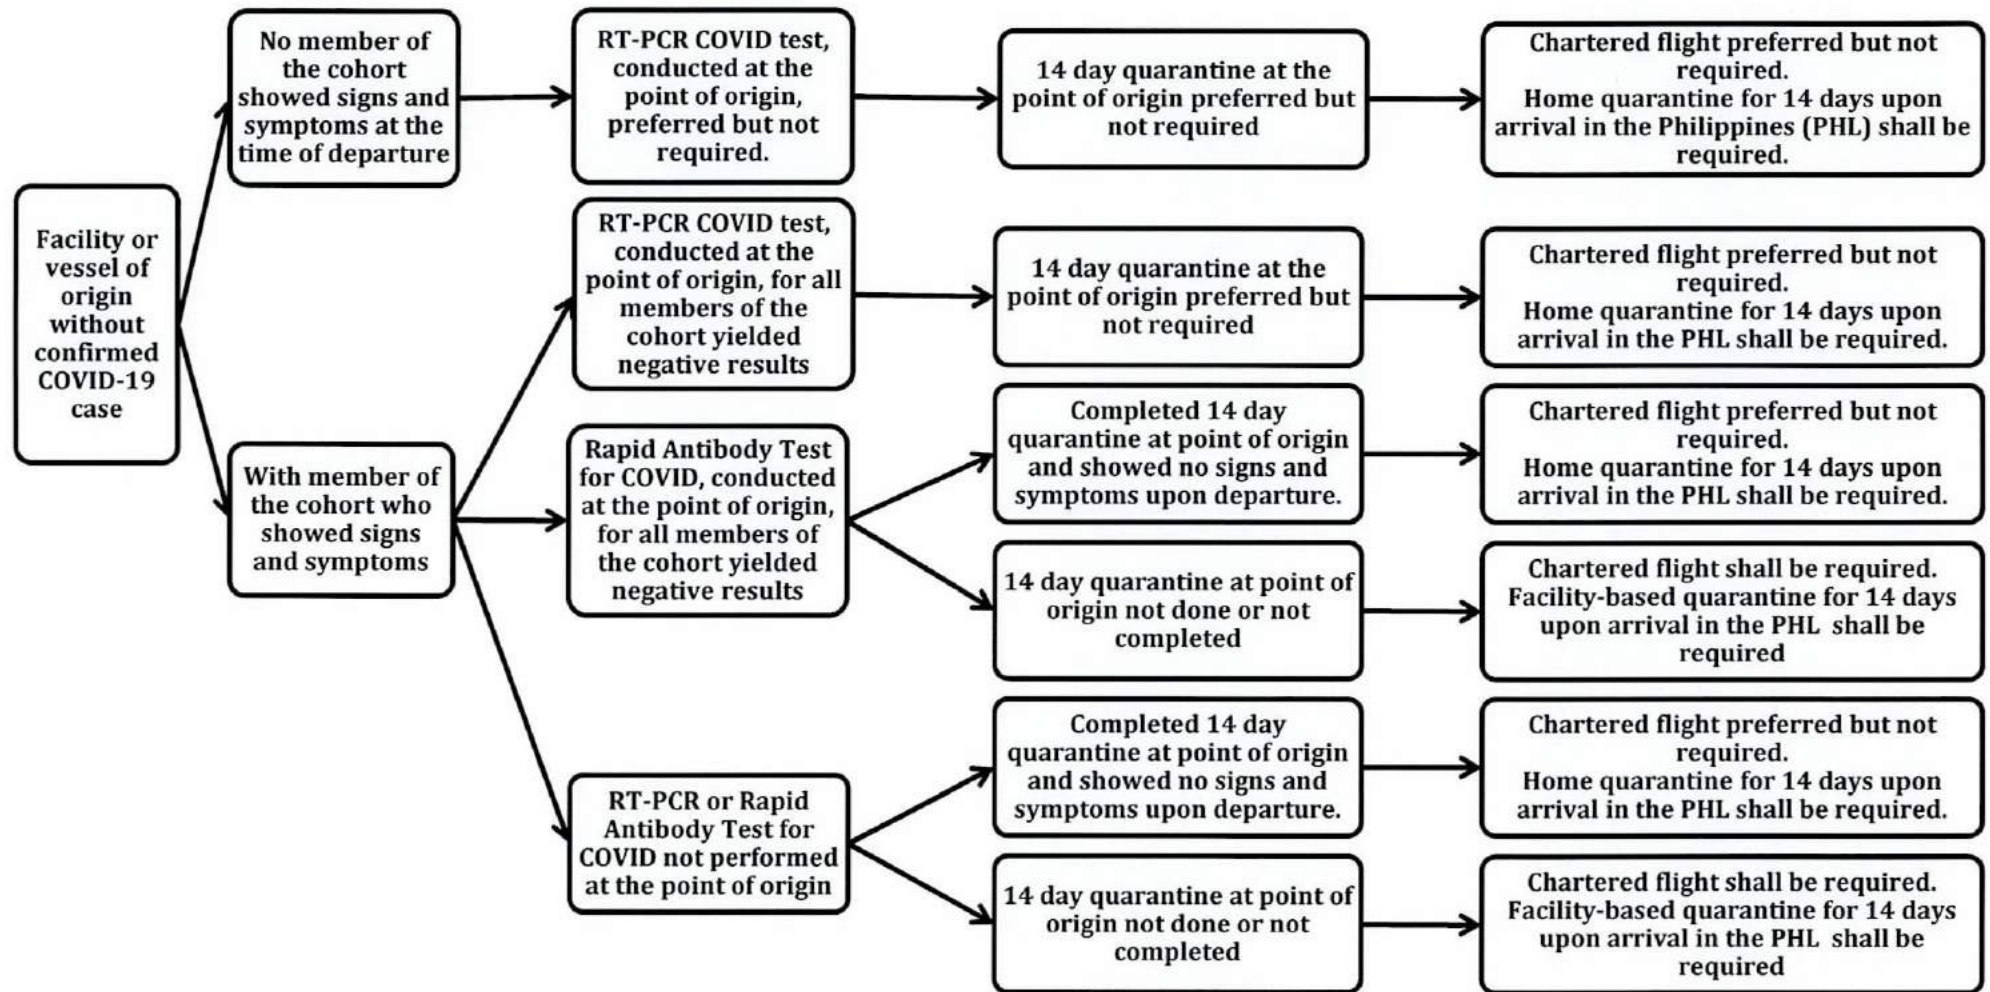 Facility or
vessel of
origin
without
confirmed
COVID-19
case
No member of
the cohort
showed signs and
symptoms at the
time of departure
RT-PCR COVID test,
conducted at the
point of origin,
preferred but not
required.
14 day quarantine at the
point of origin preferred but
not required
Chartered flight preferred but not
required.
Home quarantine for 14 days upon
arrival in the Philippines (PHL) shall be
required.
With member of
the cohort who
showed signs
and symptoms
RT-PCR COVID test,
conducted at the
point of origin, for all
members of the
cohort yielded
negative results
14 day quarantine at the
point of origin preferred but
not required
Chartered flight preferred but not
required.
Home quarantine for 14 days upon
arrival in the PHL shall be required.
Rapid Antibody Test
for COVID, conducted
at the point of origin,
for all members of
the cohort yielded
negative results
Completed 14 day
quarantine at point of origin
and showed no signs and
symptoms upon departure.
Chartered flight preferred but not
required.
Home quarantine for 14 days upon
arrival in the PHL shall be required.
14 day quarantine at point of
origin not done or not
completed
Chartered flight shall be required.
Facility-based quarantine for 14 days
upon arrival in the PHL shall be
required
RT-PCR or Rapid
Antibody Test for
COVID not performed
at the point of origin
Completed 14 day
quarantine at point of origin
and showed no signs and
symptoms upon departure.
Chartered flight preferred but not
required.
Home quarantine for 14 days upon
arrival in the PHL shall be required.
14 day quarantine at point of
origin not done or not
completed
Chartered flight shall be required.
Facility-based quarantine for 14 days
upon arrival in the PHL shall be
required